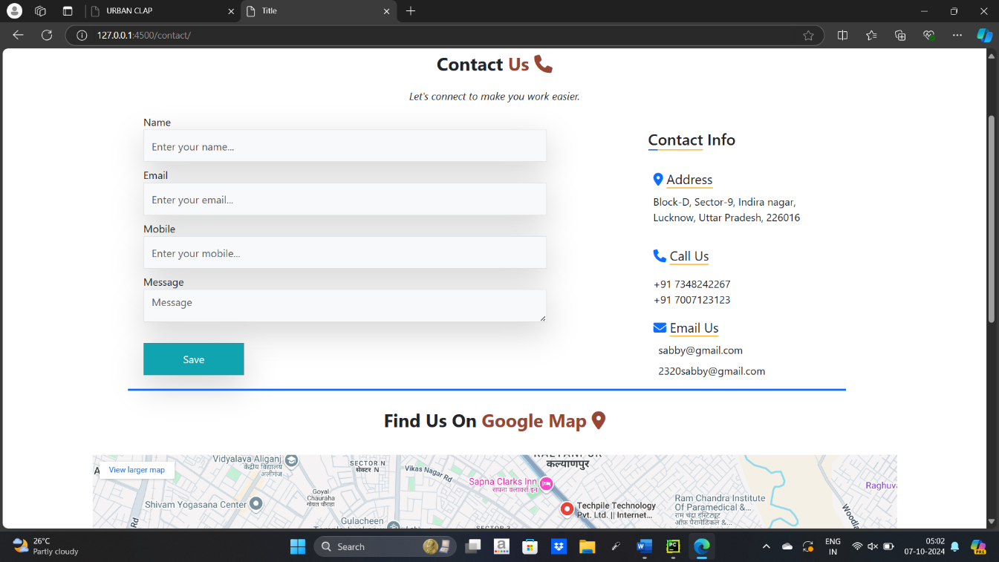 URBAN CLAP
Title
127.0.0.1:4500/contact/
Contact Us
Let's connect to make you work easier.
Name
Enter your name...
Email
Enter your email...
Mobile
Enter your mobile...
Message
Message
Save
Contact Info
Address
Block-D, Sector-9, Indira nagar,
Lucknow, Uttar Pradesh, 226016
Call Us
+91 7348242267
+91 7007123123
Email Us
sabby@gmail.com
2320sabby@gmail.com
Find Us On Google Map
View larger map
Vidyalaya Aliganj
केंद्रीय विद्यालय
अलीगंज
SECTOR N
सेक्टर N
Vikas Nagar Rd
KALYANPUR
कल्याणपुर
Sapna Clarks Inn
सपना क्लार्क्स इन
Goyal
Chauraha
गोयल चौराहा
Shivam Yogasana Center
Techpile Technology
Pvt. Ltd. || Internet...
Ram Chandra Institute
Of Paramedical &...
राम चंद्रा इंस्टिट्यूट
ऑफ़ पैरामेडिकल &...
Raghuva
Woodla
Rd
Gulacheen
SECTOR 3
26°C
Partly cloudy
Search
ENG
IN
05:02
07-10-2024